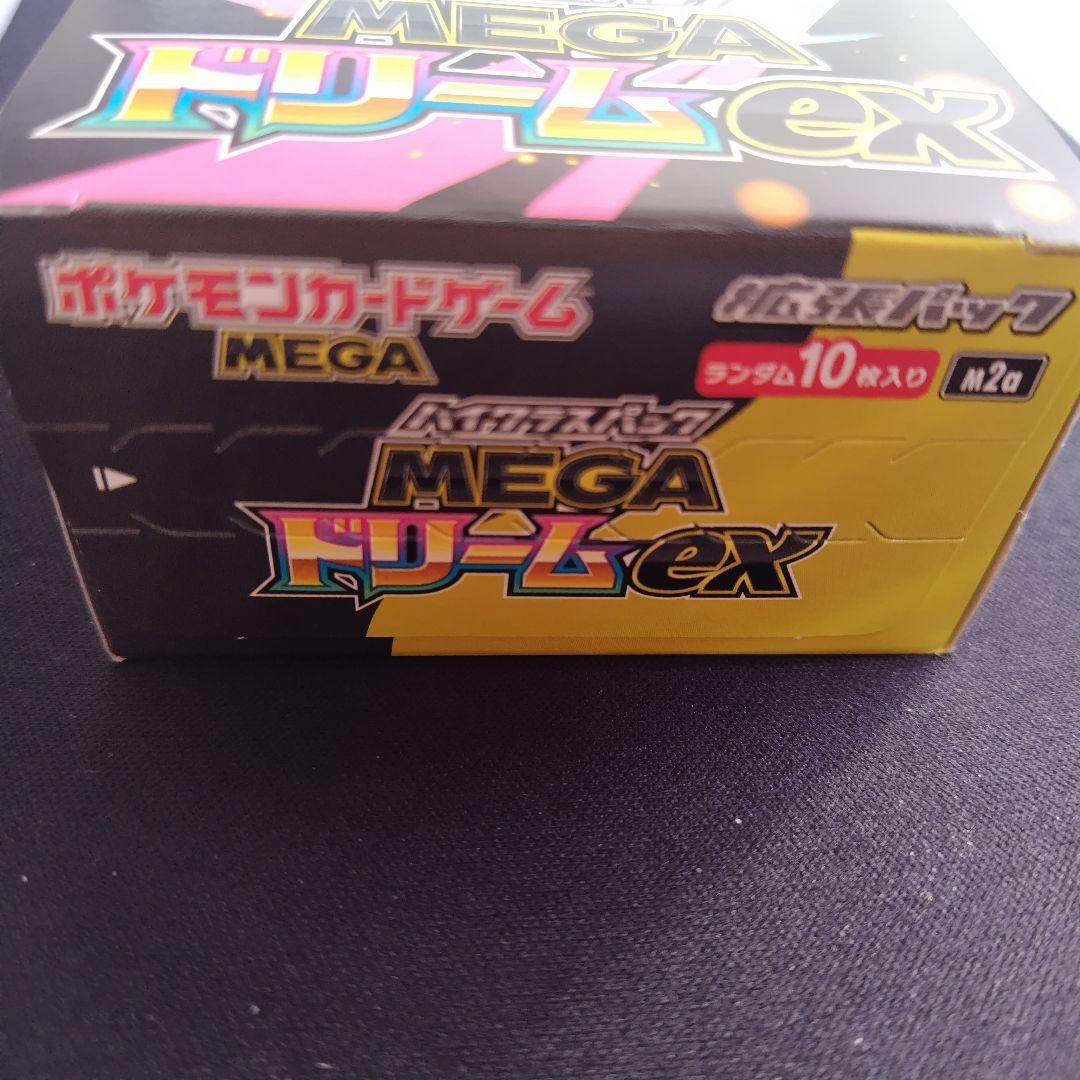 MEGA
ドリームex
ポケモンカードゲーム
MEGA
拡張パック
ランダム10枚入り
M2a
ハイクラスパック
MEGA
ドリームex